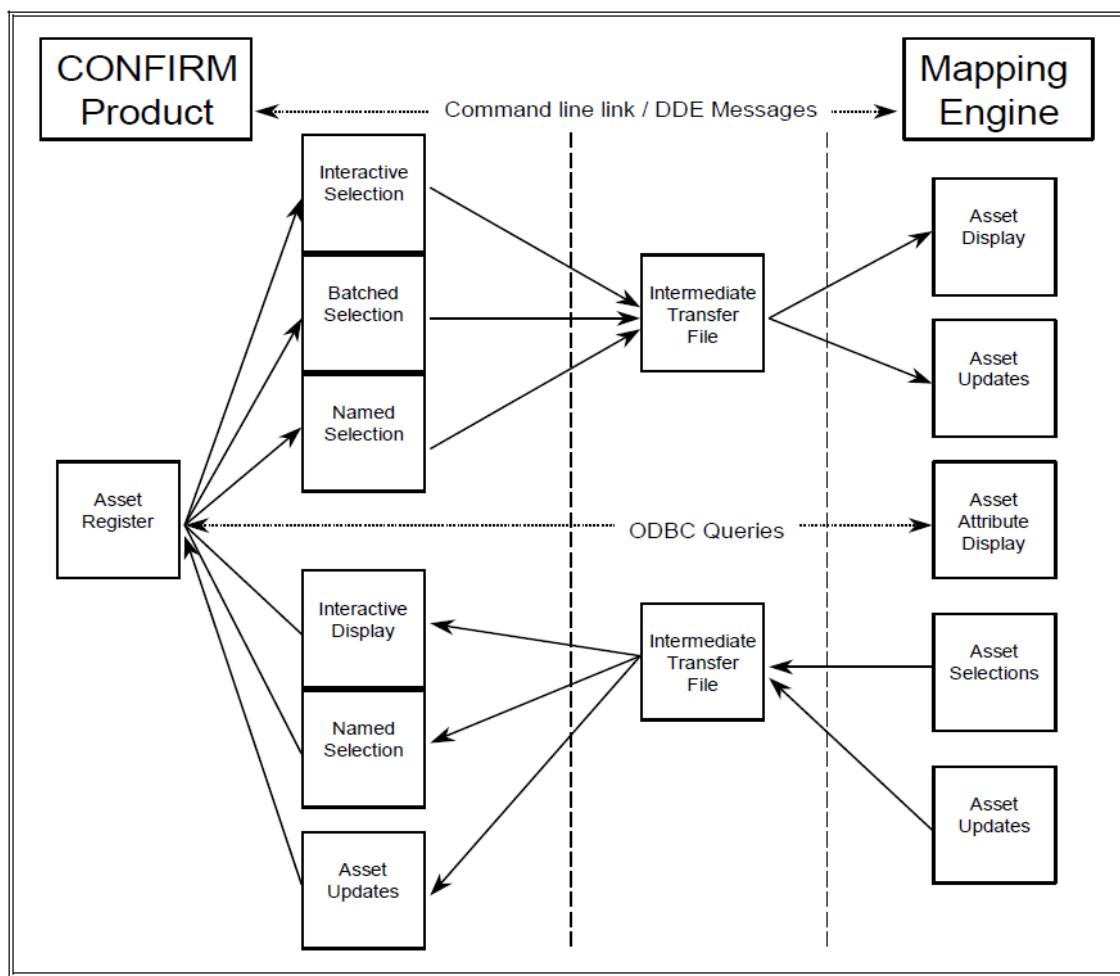 CONFIRM
Product
Mapping
Engine
Command line link / DDE Messages
Interactive
Selection
Asset
Display
Batched
Selection
Intermediate
Transfer
File
Asset
Updates
Named
Selection
Asset
Register
Asset
Attribute
Display
ODBC Queries
Interactive
Display
Intermediate
Transfer
File
Asset
Selections
Named
Selection
Asset
Updates
Asset
Updates